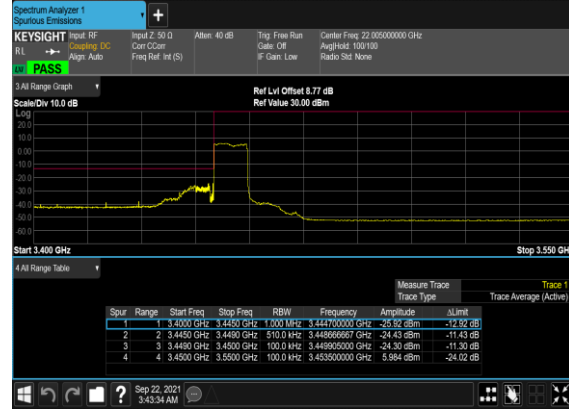 Spectrum Analyzer 1
Spurious Emissions
KEYSIGHT Input: RF Input Z: 50 Ω Atten: 40 dB Trig: Free Run Center Freq: 22.005000000 GHz
RL Coupling: DC Corr CCorr Gate: Off Avg|Hold: 100/100
Align: Auto Freq Ref: Int (S) IF Gain: Low Radio Std: None
PASS
3 All Range Graph
Ref Lvl Offset 8.77 dB
Scale/Div 10.0 dB Ref Value 30.00 dBm
Log
20.0
10.0
0.00
-10.0
-20.0
-30.0
-40.0
-50.0
-60.0
Start 3.400 GHz Stop 3.550 GH
4 All Range Table
Measure Trace Trace 1
Trace Type Trace Average (Active)
Spur Range Start Freq Stop Freq RBW Frequency Amplitude ΔLimit
1 1 3.4000 GHz 3.4450 GHz 1.000 MHz 3.444700000 GHz -25.92 dBm -12.92 dB
2 2 3.4450 GHz 3.4490 GHz 510.0 kHz 3.448666667 GHz -24.43 dBm -11.43 dB
3 3 3.4490 GHz 3.4500 GHz 100.0 kHz 3.449905000 GHz -24.30 dBm -11.30 dB
4 4 3.4500 GHz 3.5500 GHz 100.0 kHz 3.453500000 GHz 5.984 dBm -24.02 dB
?
Sep 22, 2021
3:43:34 AM